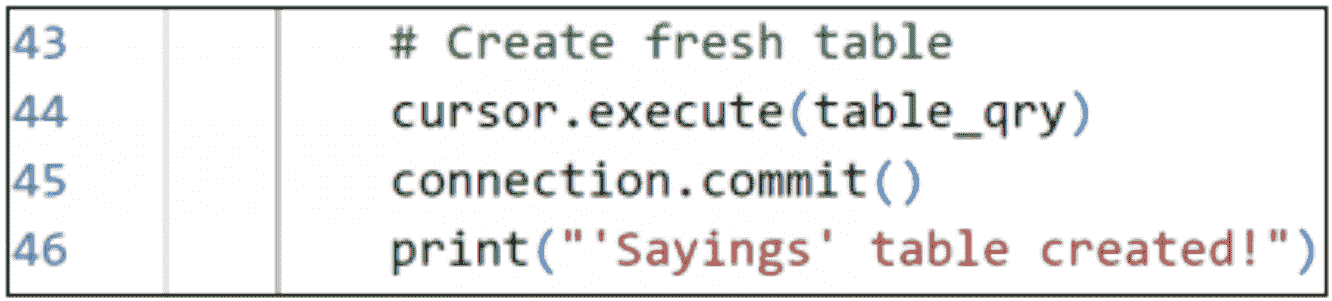 43 # Create fresh table
44 cursor.execute(table_qry)
45 connection.commit()
46 print("'Sayings' table created!")